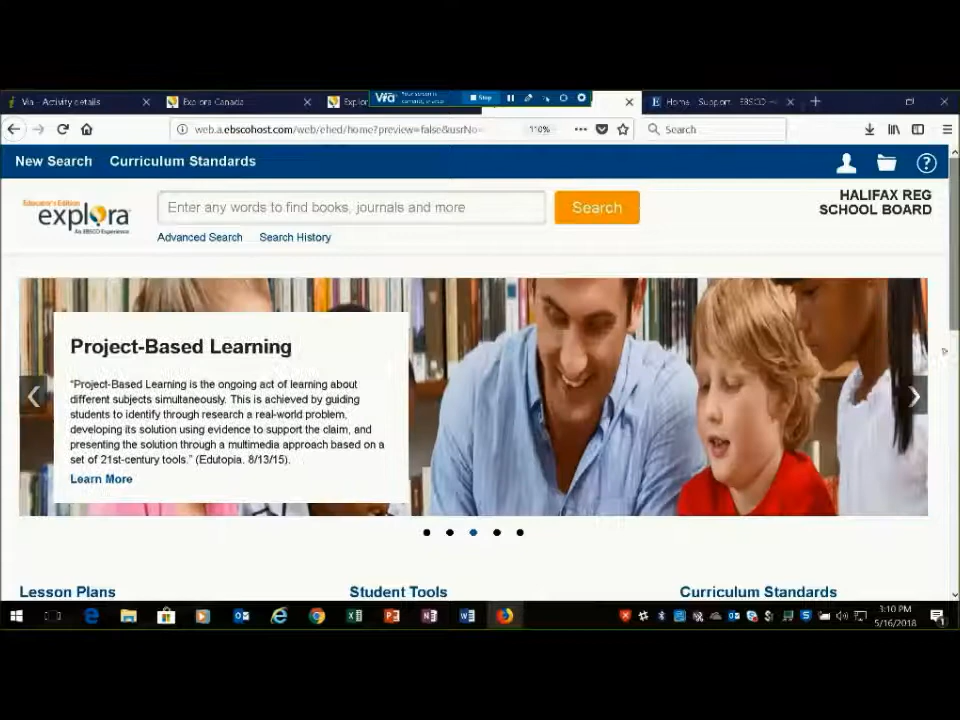 Via - Activity details
Explora Canada
Explor
Via
Stop
Home - Support - EBSCO
web.a.ebscohost.com/web/ehed/home?preview=false&usrNo
110%
Search
New Search
Curriculum Standards
Educator's Edition
explora
An EBSCO Experience
Enter any words to find books, journals and more
Search
HALIFAX REG
SCHOOL BOARD
Advanced Search
Search History
Project-Based Learning
"Project-Based Learning is the ongoing act of learning about
different subjects simultaneously. This is achieved by guiding
students to identify through research a real-world problem,
developing its solution using evidence to support the claim, and
presenting the solution through a multimedia approach based on a
set of 21st-century tools." (Edutopia. 8/13/15).
Learn More
Lesson Plans
Student Tools
Curriculum Standards
3:10 PM
5/16/2018